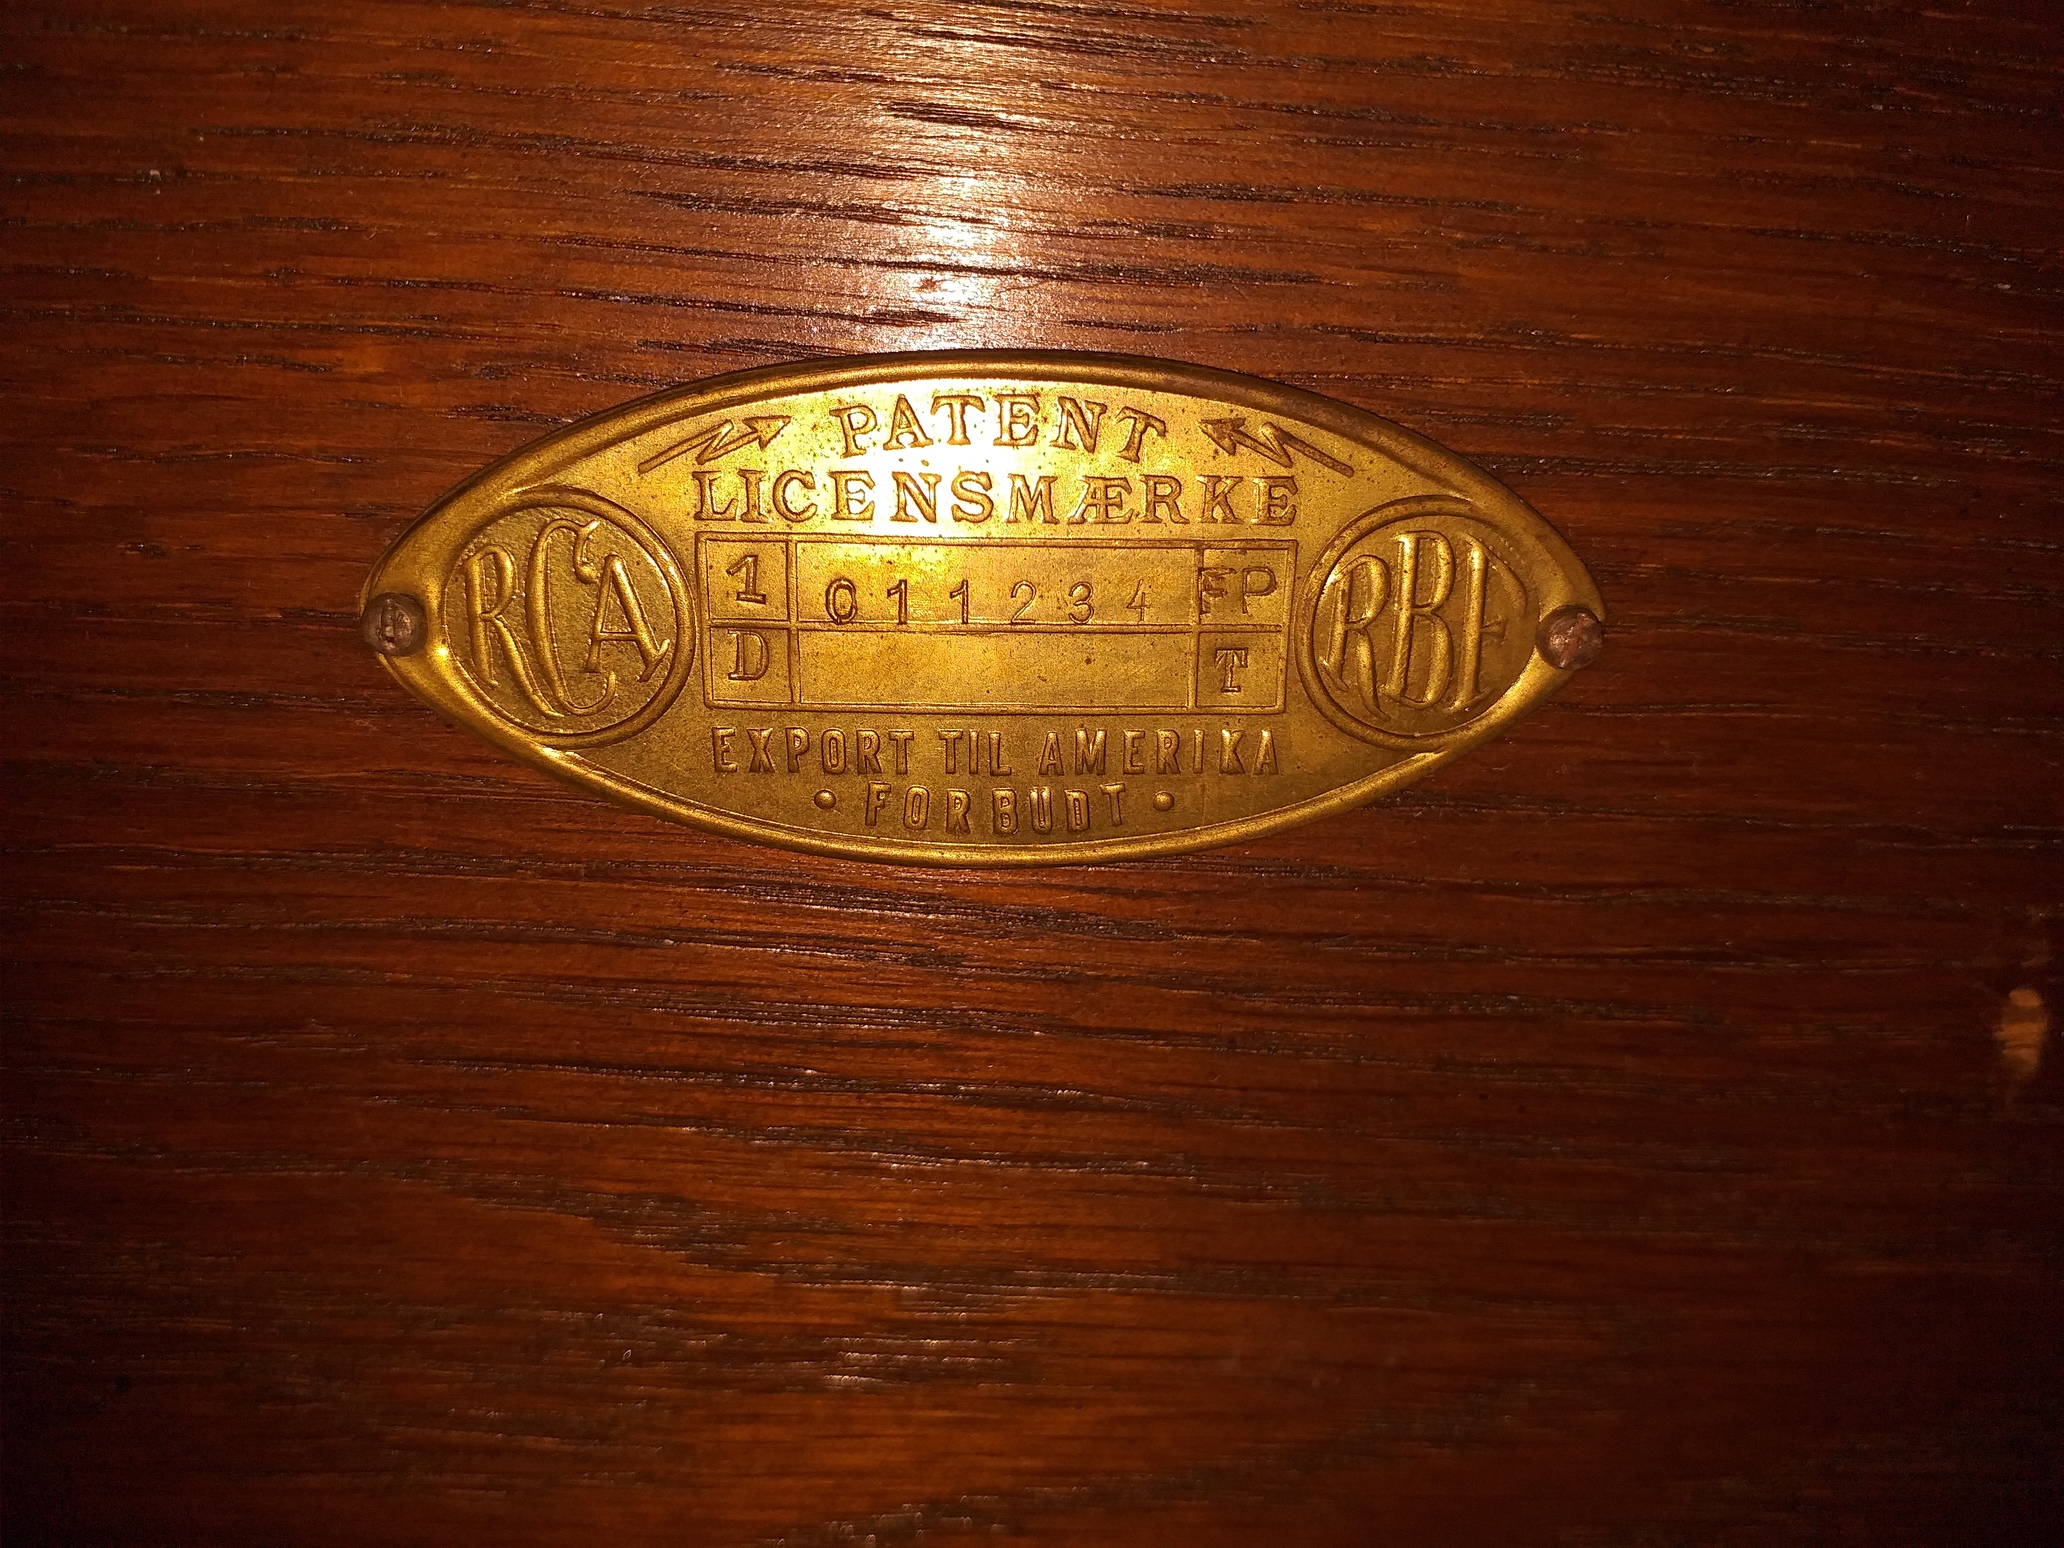 PATENT
LICENSMÆRKE
RCA
1 011234 FP
D T
RBF
EXPORT TIL AMERIKA
• FORBUDT •